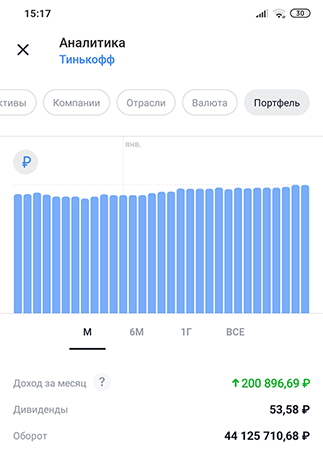 15:17
30
Аналитика
Тинькофф
ктивы
Компании
Отрасли
Валюта
Портфель
янв.
₽
М
6М
1Г
ВСЕ
Доход за месяц ?
↑200 896,69 ₽
Дивиденды
53,58 ₽
Оборот
44 125 710,68 ₽